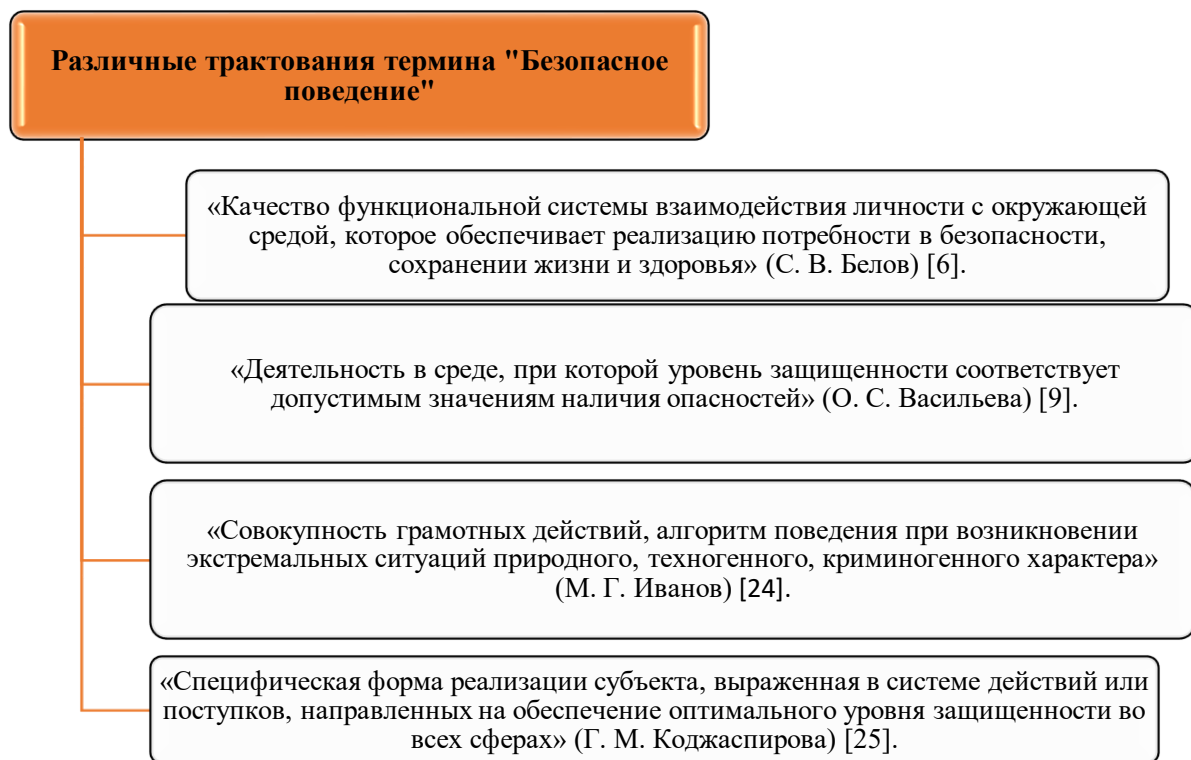 Различные трактования термина "Безопасное
поведение"
«Качество функциональной системы взаимодействия личности с окружающей
средой, которое обеспечивает реализацию потребности в безопасности,
сохранении жизни и здоровья» (С. В. Белов) [6].
«Деятельность в среде, при которой уровень защищенности соответствует
допустимым значениям наличия опасностей» (О. С. Васильева) [9].
«Совокупность грамотных действий, алгоритм поведения при возникновении
экстремальных ситуаций природного, техногенного, криминогенного характера»
(М. Г. Иванов) [24].
«Специфическая форма реализации субъекта, выраженная в системе действий или
поступков, направленных на обеспечение оптимального уровня защищенности во
всех сферах» (Г. М. Коджаспирова) [25].